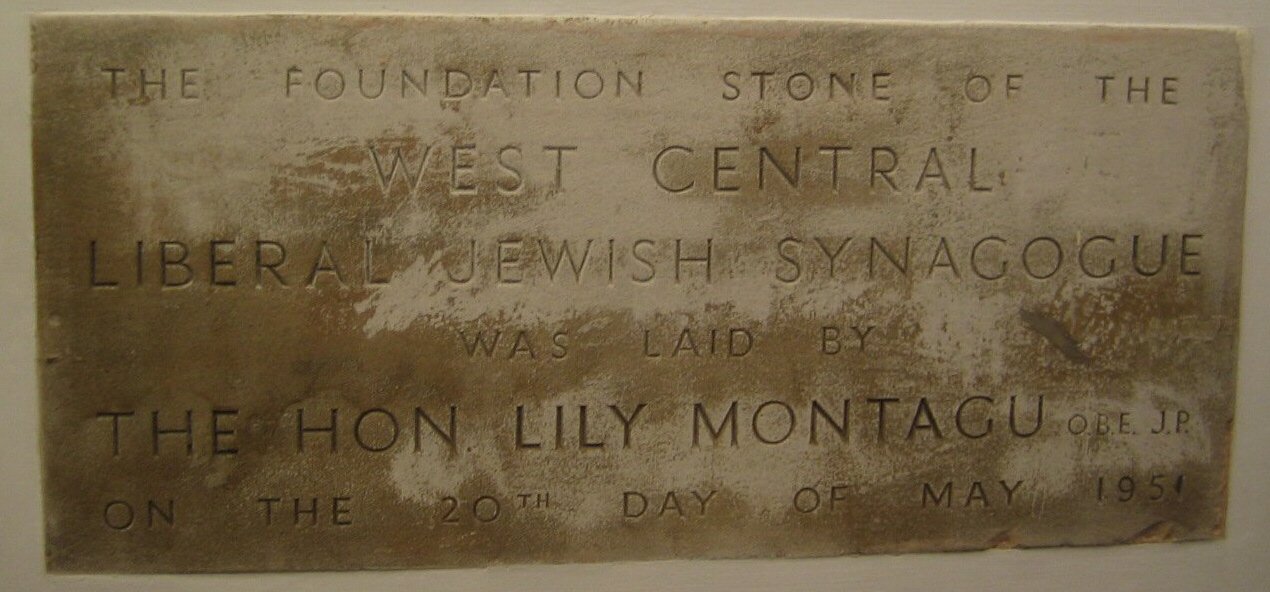 THE FOUNDATION STONE OF THE
WEST CENTRAL
LIBERAL JEWISH SYNAGOGUE
WAS LAID BY
THE HON. LILY MONTAGU O.B.E. J.P.
ON THE 20TH DAY OF MAY 1951